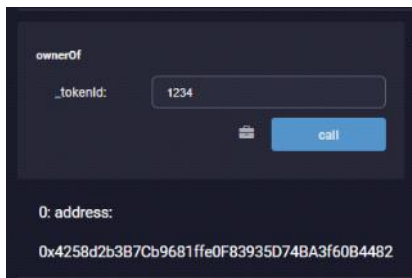 ownerOf
_tokenId:
1234
call
0: address:
0x4258d2b3B7Cb9681ffe0F83935D74BA3f60B4482